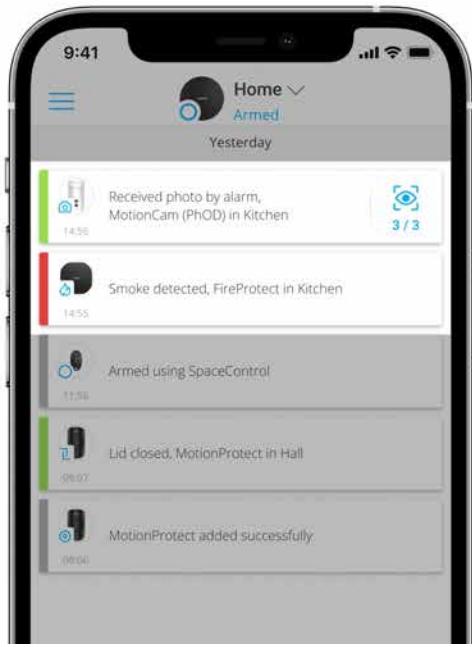 9:41
Home
Armed
Yesterday
Received photo by alarm,
MotionCam (PhOD) in Kitchen
3 / 3
14:56
Smoke detected, FireProtect in Kitchen
14:55
Armed using SpaceControl
11:56
Lid closed, MotionProtect in Hall
09:07
MotionProtect added successfully
09:06